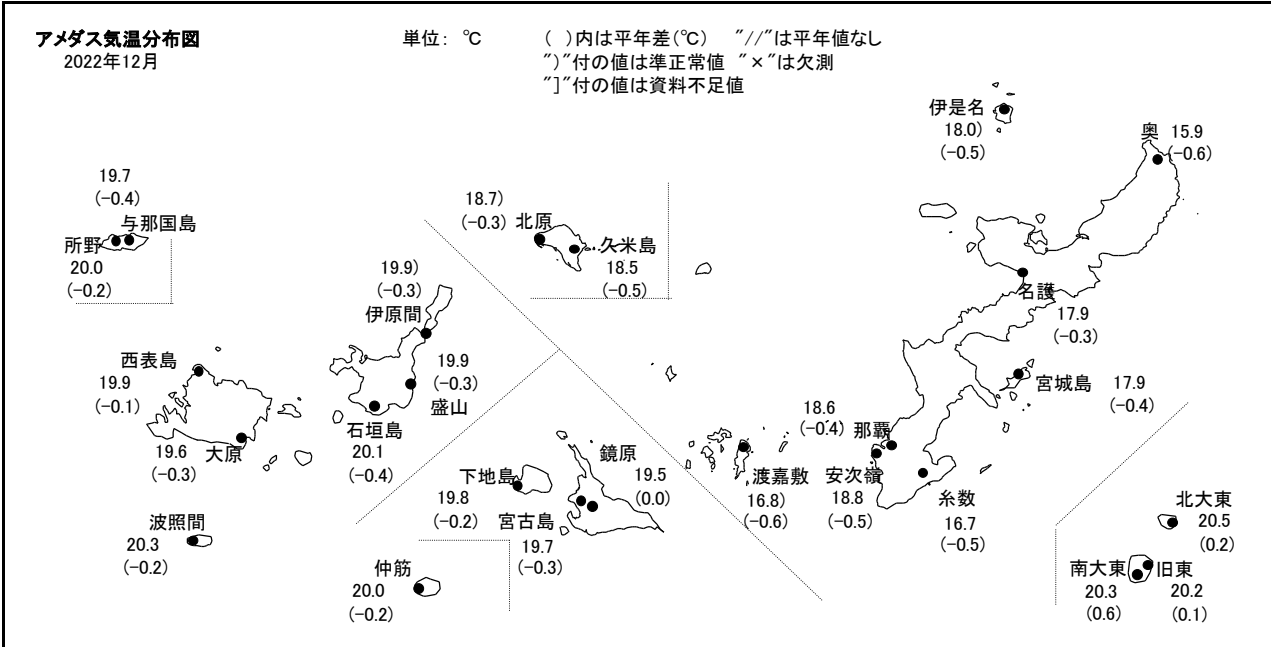 アメダス気温分布図
2022年12月
単位： ℃
( )内は平年差(℃) "//"は平年値なし
")"付の値は準正常値 "×"は欠測
"]"付の値は資料不足値
伊是名
18.0)
(-0.5)
奥
15.9
(-0.6)
19.7
(-0.4)
与那国島
所野
20.0
(-0.2)
18.7)
(-0.3)
北原
久米島
18.5
(-0.5)
名護
17.9
(-0.3)
19.9)
(-0.3)
伊原間
19.9
(-0.3)
盛山
石垣島
20.1
(-0.4)
西表島
19.9
(-0.1)
19.6
(-0.3)
大原
宮城島
17.9
(-0.4)
18.6
(-0.4)
那覇
安次嶺
18.8
(-0.5)
糸数
16.7
(-0.5)
渡嘉敷
16.8)
(-0.6)
下地島
19.8
(-0.2)
鏡原
19.5
(0.0)
宮古島
19.7
(-0.3)
波照間
20.3
(-0.2)
仲筋
20.0
(-0.2)
北大東
20.5
(0.2)
南大東
20.3
(0.6)
旧東
20.2
(0.1)